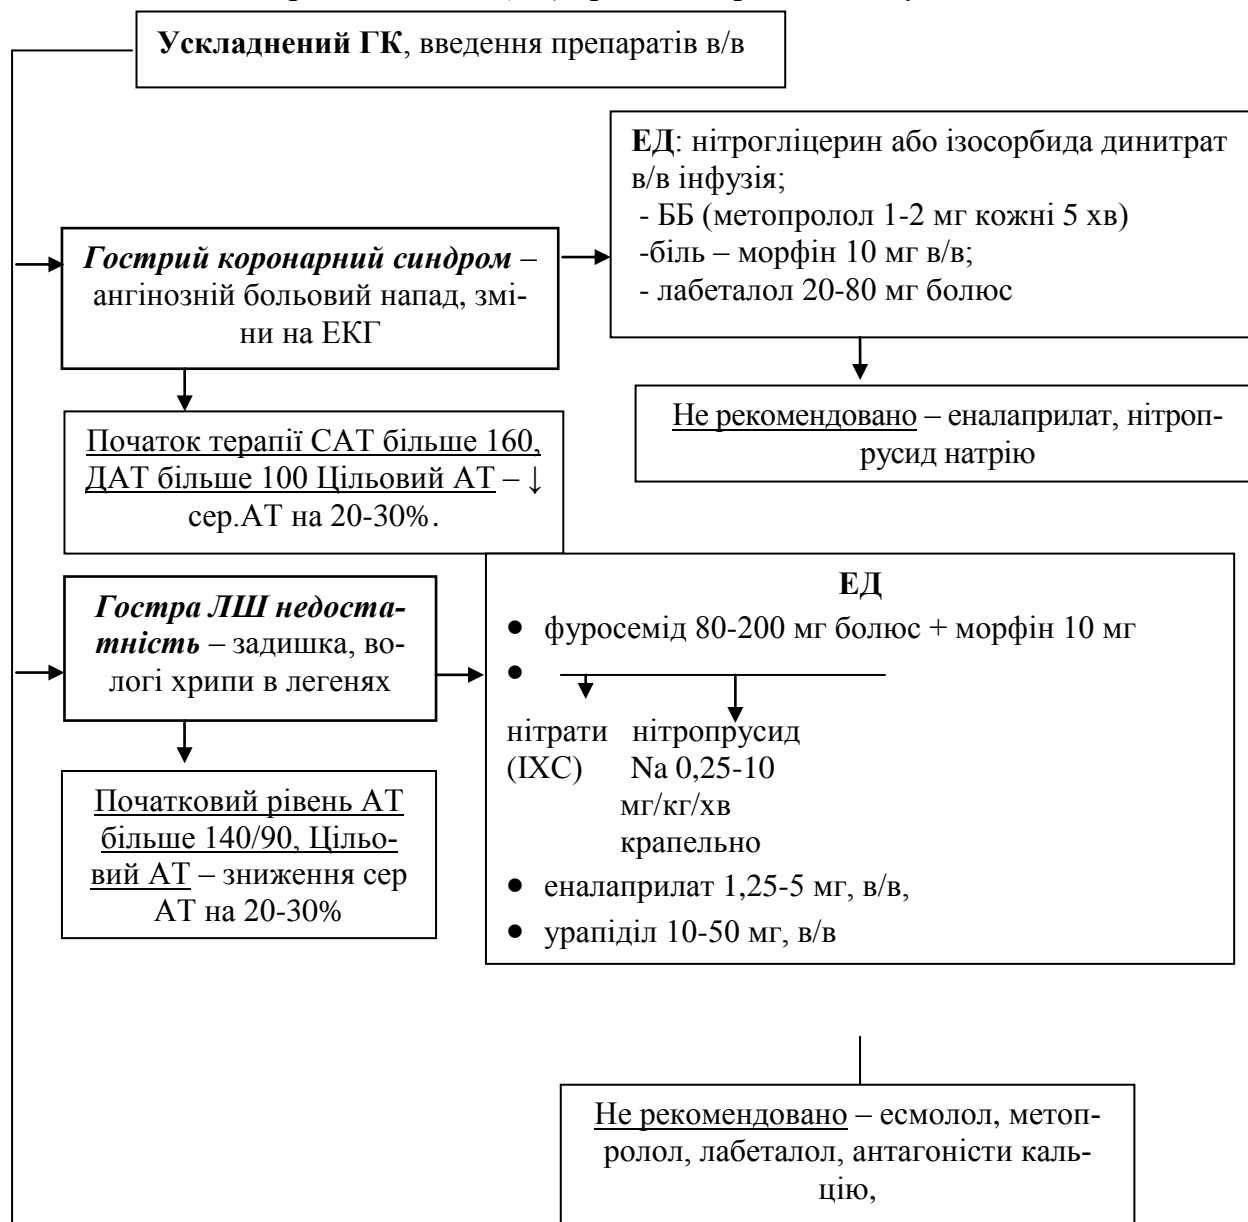 Ускладнений ГК, введення препаратів в/в
ЕД: нітрогліцерин або ізосорбида динитрат
в/в інфузія;
- ББ (метопролол 1-2 мг кожні 5 хв)
-біль – морфін 10 мг в/в;
- лабеталол 20-80 мг болюс
Гострий коронарний синдром –
ангінозній больовий напад, змі-
ни на ЕКГ
Не рекомендовано – еналаприлат, нітроп-
русид натрію
Початок терапії САТ більше 160,
ДАТ більше 100 Цільовий АТ – ↓
сер.АТ на 20-30%.
Гостра ЛШ недоста-
тність – задишка, во-
логі хрипи в легенях
ЕД
• фуросемід 80-200 мг болюс + морфін 10 мг
•
нітрати нітропрусид
(ІХС) Na 0,25-10
мг/кг/хв
крапельно
• еналаприлат 1,25-5 мг, в/в,
• урапіділ 10-50 мг, в/в
Початковий рівень АТ
більше 140/90, Цільо-
вий АТ – зниження сер
АТ на 20-30%
Не рекомендовано – есмолол, метоп-
ролол, лабеталол, антагоністи каль-
цію,